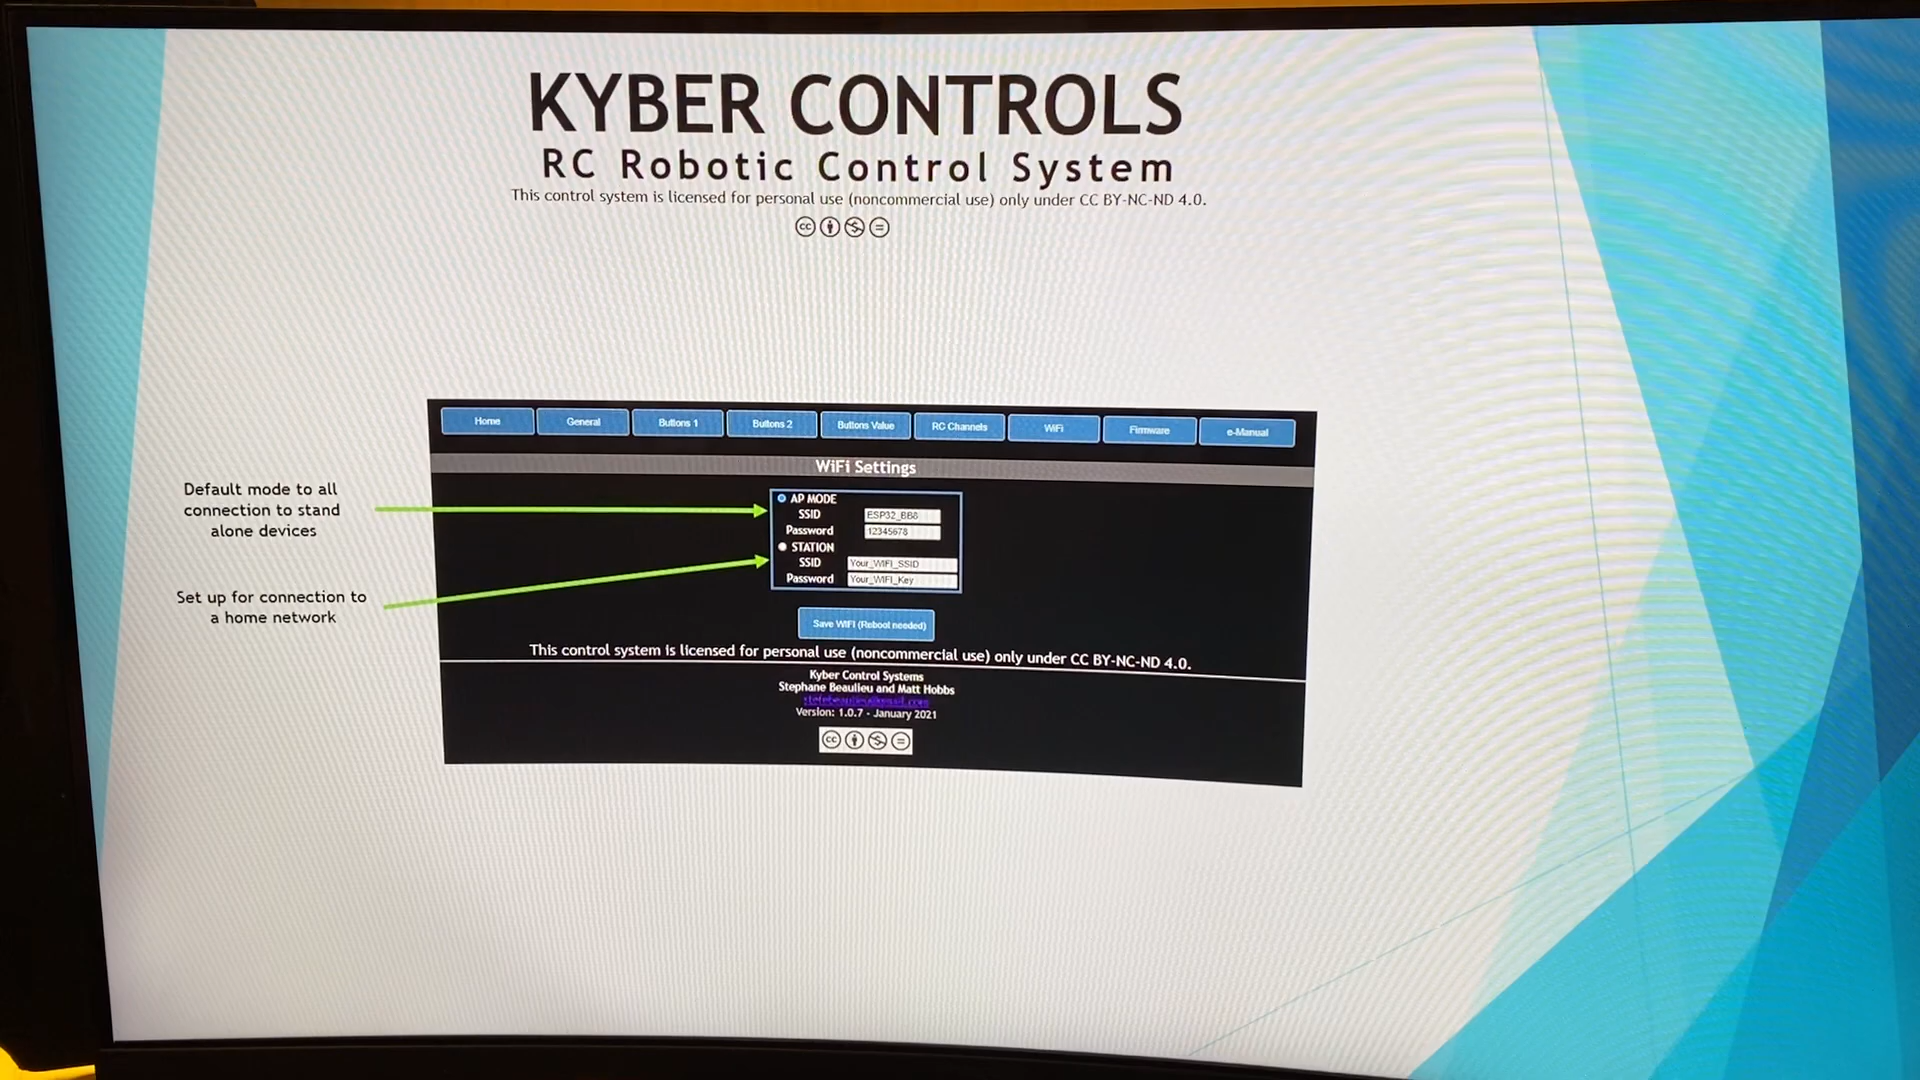 KYBER CONTROLS
RC Robotic Control System
This control system is licensed for personal use (noncommercial use) only under CC BY-NC-ND 4.0.
cc
Home
General
Buttons 1
Buttons 2
Buttons Value
RC Channels
WiFi
Firmware
e-Manual
WiFi Settings
Default mode to all
connection to stand
alone devices
AP MODE
SSID ESP32_BB8
Password 12345678
STATION
SSID Your_WIFI_SSID
Password Your_WIFI_Key
Set up for connection to
a home network
Save WIFI (Reboot needed)
This control system is licensed for personal use (noncommercial use) only under CC BY-NC-ND 4.0.
Kyber Control Systems
Stephane Beaulieu and Matt Hobbs
Version: 1.0.7 - January 2021
cc